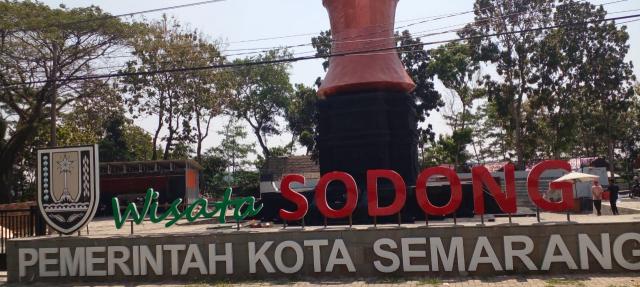 Wisata SODONG
PEMERINTAH KOTA SEMARANG